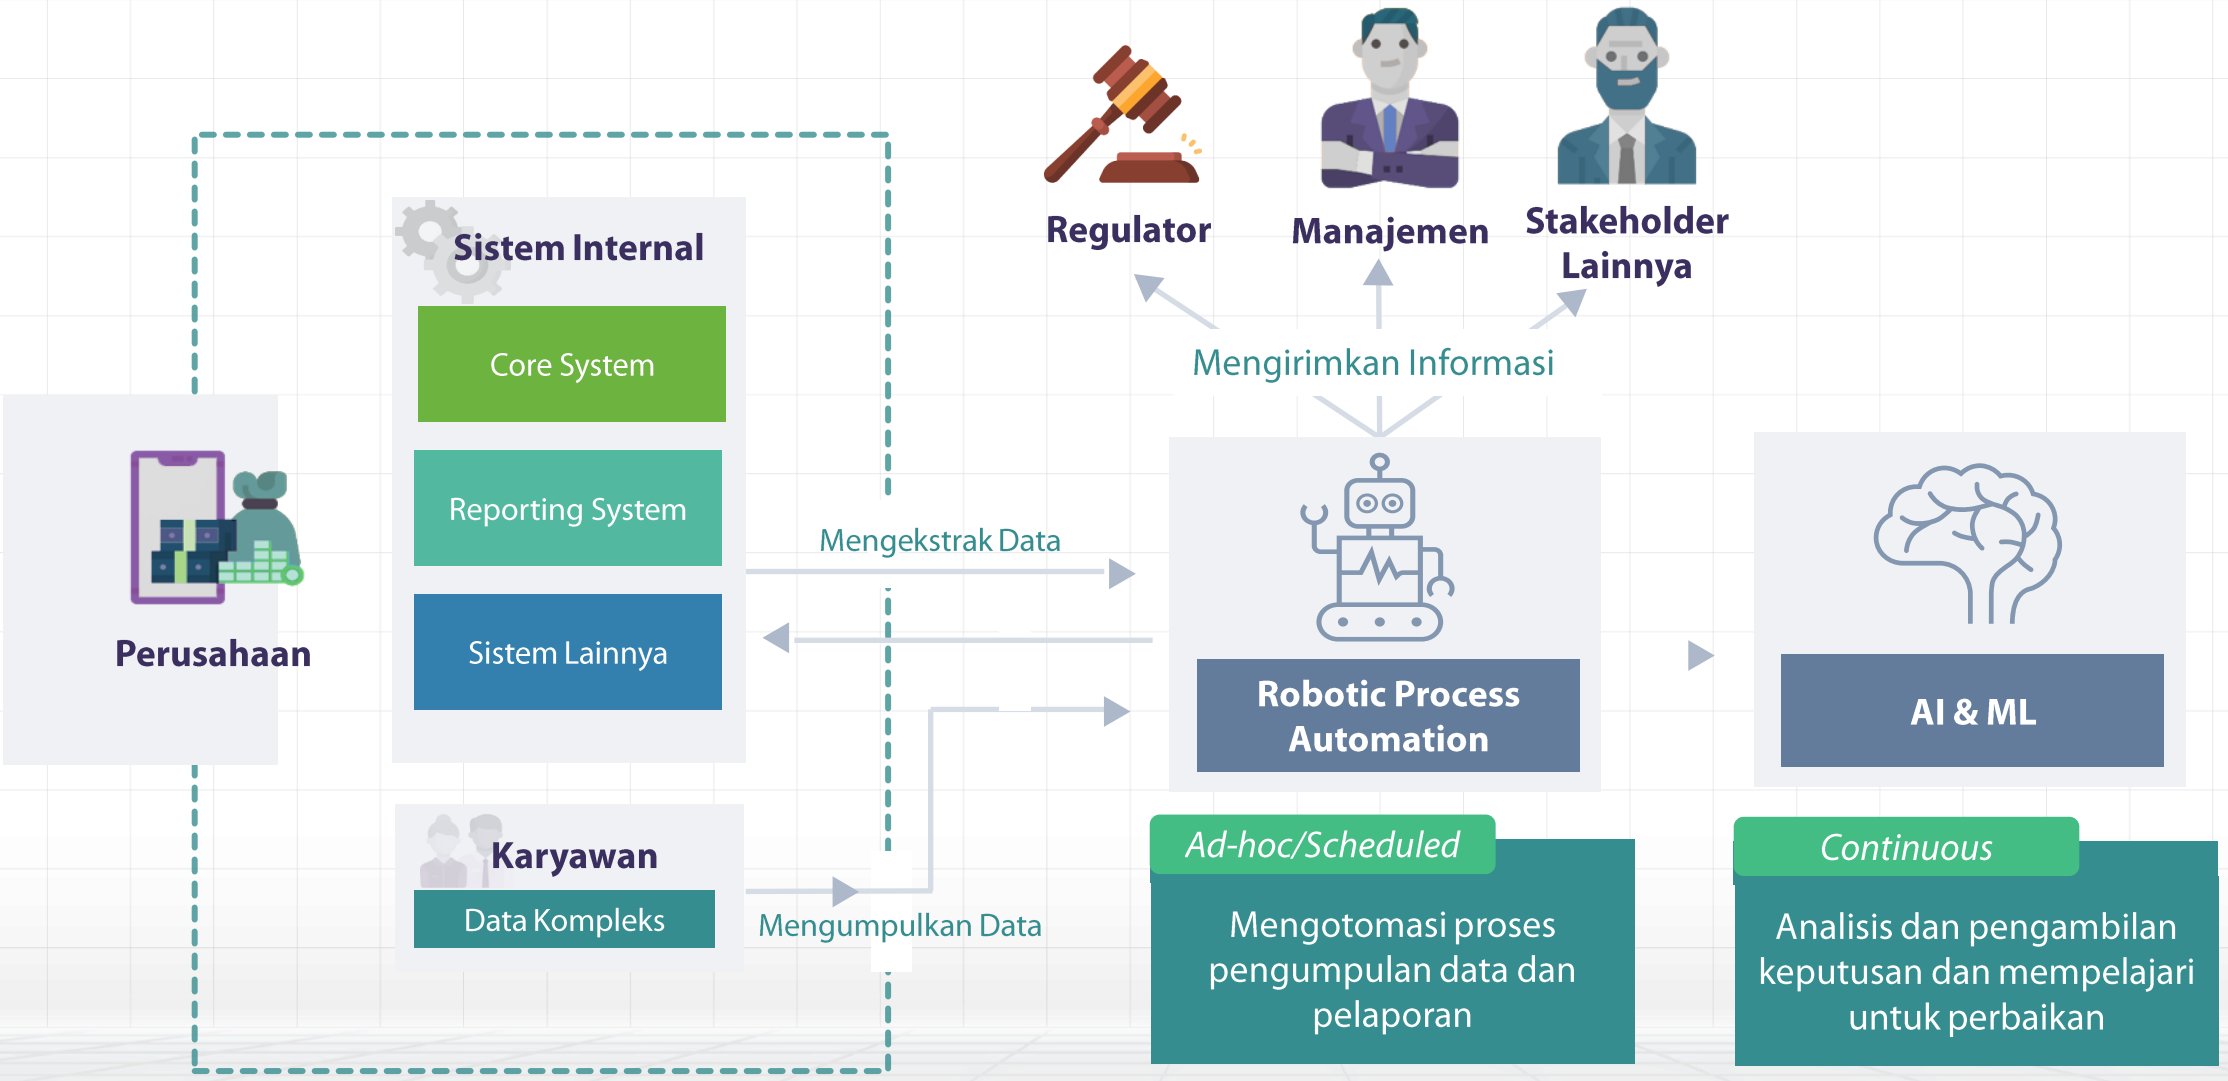 Perusahaan
Sistem Internal
Core System
Reporting System
Sistem Lainnya
Karyawan
Data Kompleks
Mengekstrak Data
Mengumpulkan Data
Regulator
Manajemen
Stakeholder
Lainnya
Mengirimkan Informasi
Robotic Process
Automation
AI & ML
Ad-hoc/Scheduled
Mengotomasi proses
pengumpulan data dan
pelaporan
Continuous
Analisis dan pengambilan
keputusan dan mempelajari
untuk perbaikan